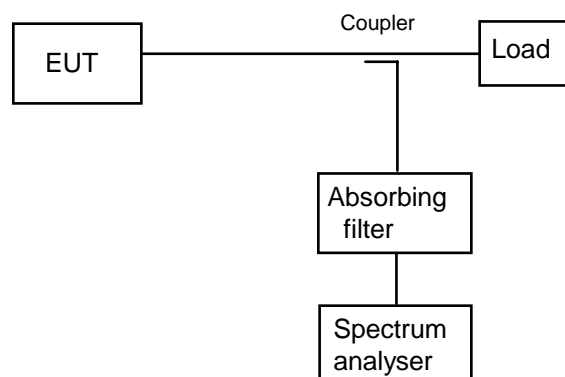 Coupler
EUT
Load
Absorbing
filter
Spectrum
analyser